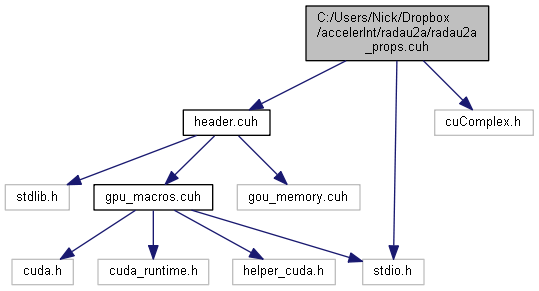 C:/Users/Nick/Dropbox
/accelerInt/radau2a/radau2a
_props.cuh
header.cuh
cuComplex.h
stdlib.h
gpu_macros.cuh
gou_memory.cuh
cuda.h
cuda_runtime.h
helper_cuda.h
stdio.h